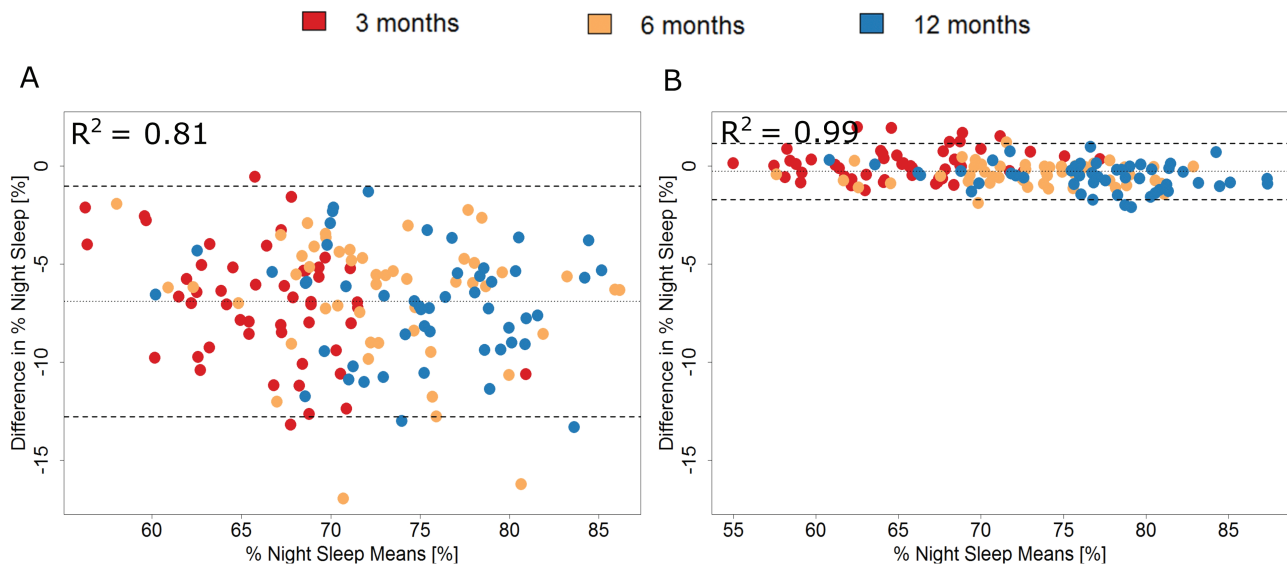 3 months 6 months 12 months
A
B
R² = 0.81
R² = 0.99
Difference in % Night Sleep [%]
0
-5
-10
-15
60 65 70 75 80 85
% Night Sleep Means [%]
Difference in % Night Sleep [%]
0
-5
-10
-15
55 60 65 70 75 80 85
% Night Sleep Means [%]